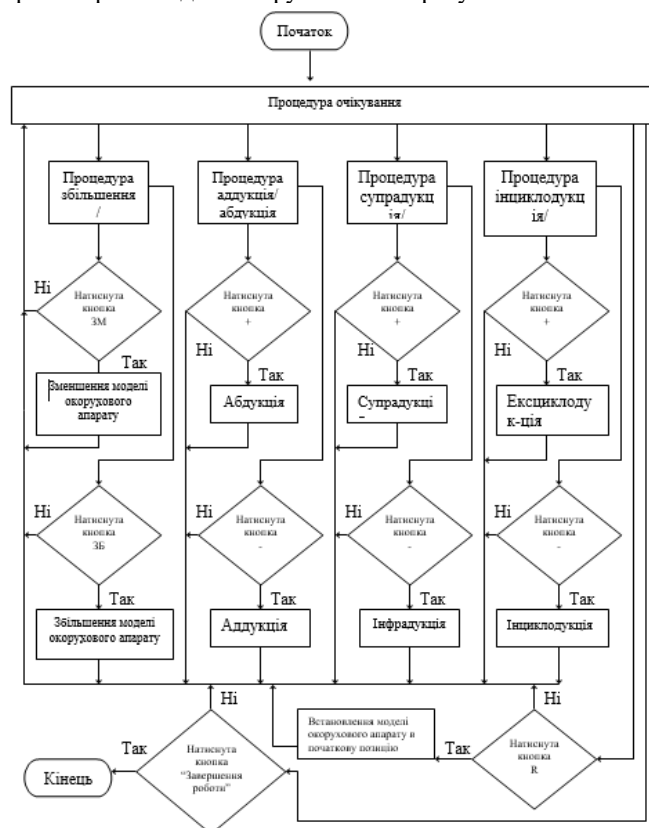 Початок
Процедура очікування
Процедура
збільшення
/
Процедура
аддукція/
абдукція
Процедура
супрадукц
ія/
Процедура
інциклодукц
ія/
Ні
Натиснута
кнопка
ЗМ
Натиснута
кнопка
+
Натиснута
кнопка
+
Натиснута
кнопка
+
Так
Ні
Так
Ні
Так
Ні
Так
Зменшення моделі
окорухового
апарату
Абдукція
Супрадукці
Ексциклоду
к-ція
Ні
Натиснута
кнопка
ЗБ
Ні
Натиснута
кнопка
-
Ні
Натиснута
кнопка
-
Ні
Натиснута
кнопка
-
Так
Так
Так
Так
Збільшення моделі
окорухового апарату
Аддукція
Інфрадукція
Інциклодукція
Ні
Ні
Встановлення моделі
окорухового апарату в
початкову позицію
Так
Натиснута
кнопка
"Завершення
роботи"
Так
Натиснута
кнопка
R
Кінець